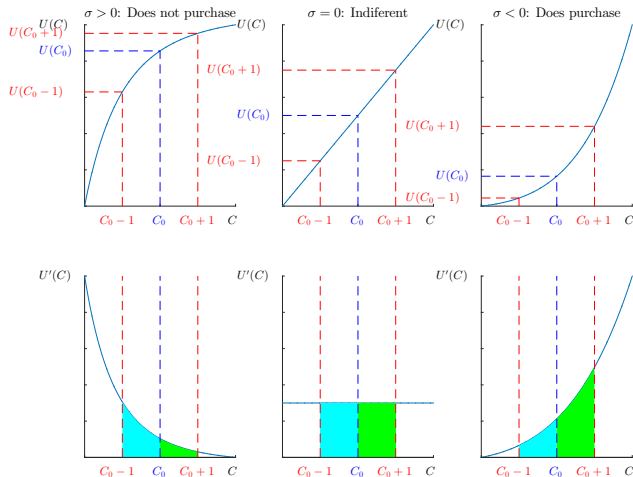 σ > 0: Does not purchase
U(C)
U(C₀+1)
U(C₀)
U(C₀−1)
C₀−1 C₀ C₀+1 C
σ = 0: Indiferent
U(C)
U(C₀+1)
U(C₀)
U(C₀−1)
C₀−1 C₀ C₀+1 C
σ < 0: Does purchase
U(C)
U(C₀+1)
U(C₀)
U(C₀−1)
C₀−1 C₀ C₀+1 C
U′(C)
C₀−1 C₀ C₀+1 C
U′(C)
C₀−1 C₀ C₀+1 C
U′(C)
C₀−1 C₀ C₀+1 C